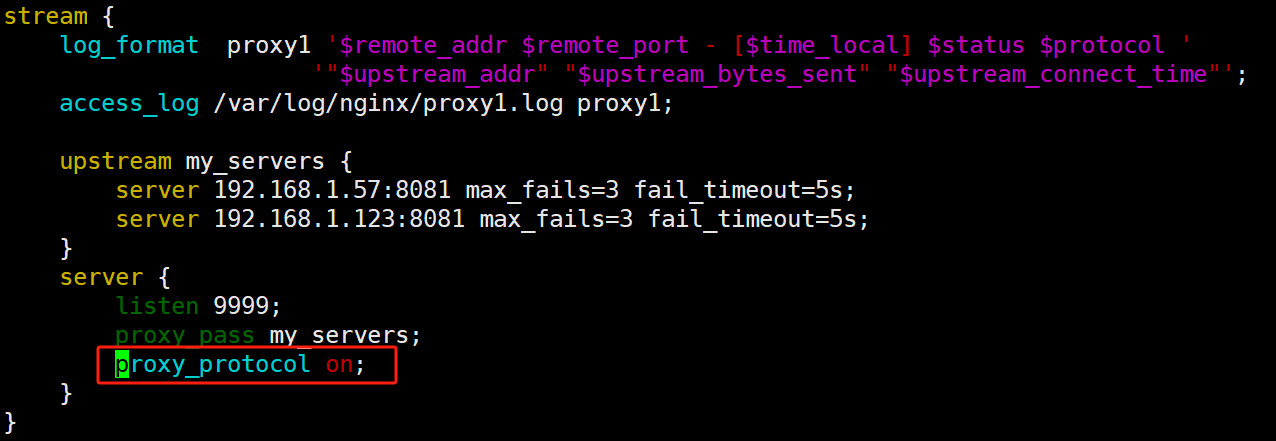 stream {
    log_format  proxy1 '$remote_addr $remote_port - [$time_local] $status $protocol '
                      '"$upstream_addr" "$upstream_bytes_sent" "$upstream_connect_time"';
    access_log /var/log/nginx/proxy1.log proxy1;
    upstream my_servers {
        server 192.168.1.57:8081 max_fails=3 fail_timeout=5s;
        server 192.168.1.123:8081 max_fails=3 fail_timeout=5s;
    }
    server {
        listen 9999;
        proxy_pass my_servers;
        proxy_protocol on;
    }
}